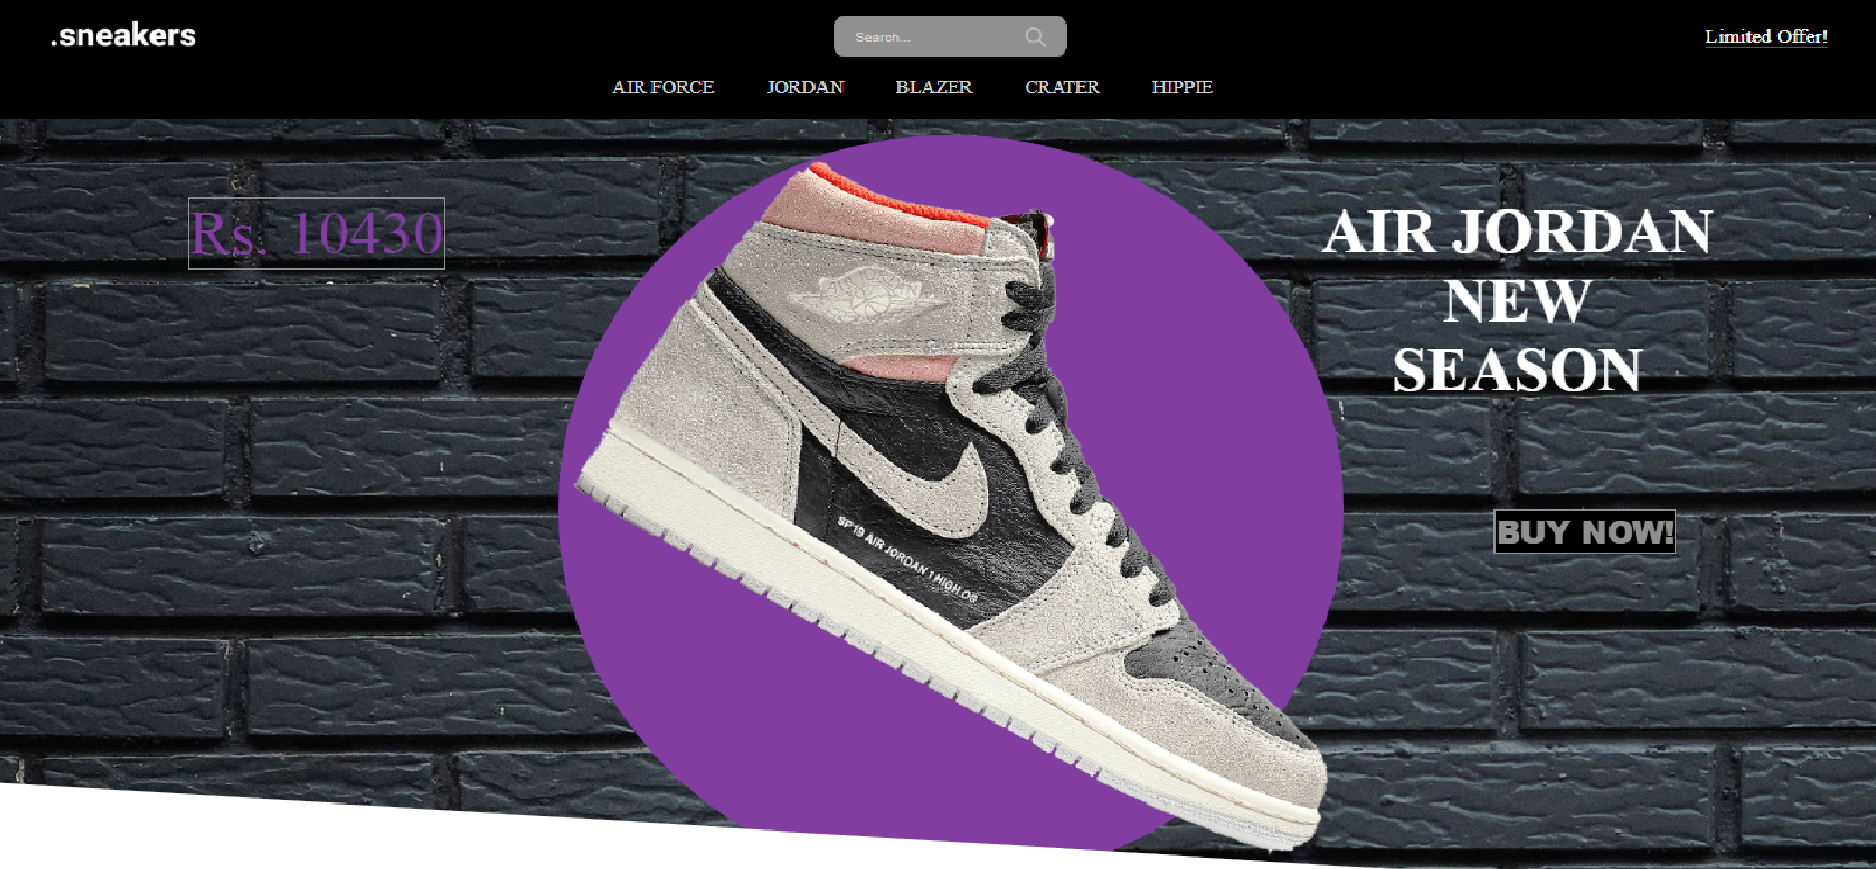 .sneakers
Search...
Limited Offer!
AIR FORCE JORDAN BLAZER CRATER HIPPIE
Rs. 10430
AIR JORDAN
NEW
SEASON
SP'19 AIR JORDAN 1 HIGH OG
BUY NOW!